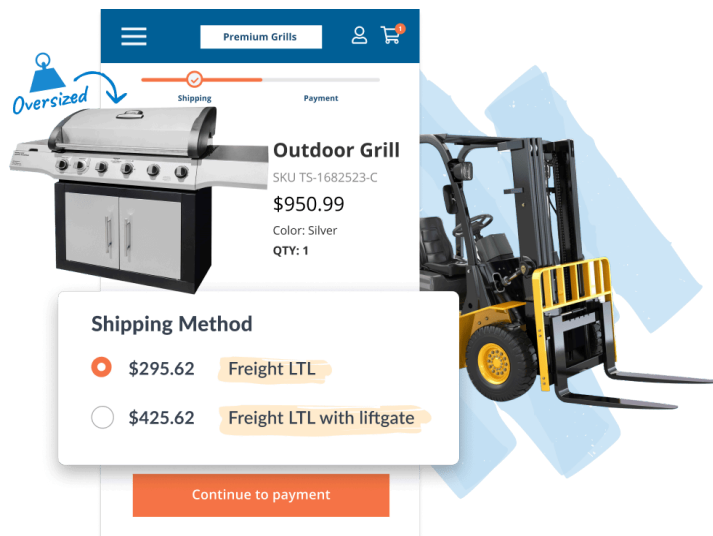 Premium Grills
1
Oversized
Shipping
Payment
Outdoor Grill
SKU TS-1682523-C
$950.99
Color: Silver
QTY: 1
Shipping Method
$295.62 Freight LTL
$425.62 Freight LTL with liftgate
Continue to payment